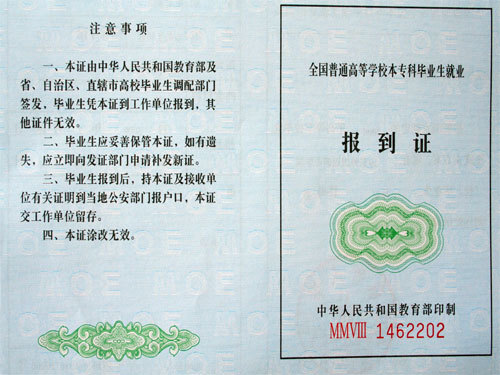 注意事项
一、本证由中华人民共和国教育部及
省、自治区、直辖市高校毕业生调配部门
签发，毕业生凭本证到工作单位报到，其
他证件无效。
二、毕业生应妥善保管本证，如有遗
失，应立即向发证部门申请补发新证。
三、毕业生报到后，持本证及接收单
位有关证明到当地公安部门报户口，本证
交工作单位留存。
四、本证涂改无效。
全国普通高等学校本专科毕业生就业
报到证
中华人民共和国教育部印制
MMVIII 1462202